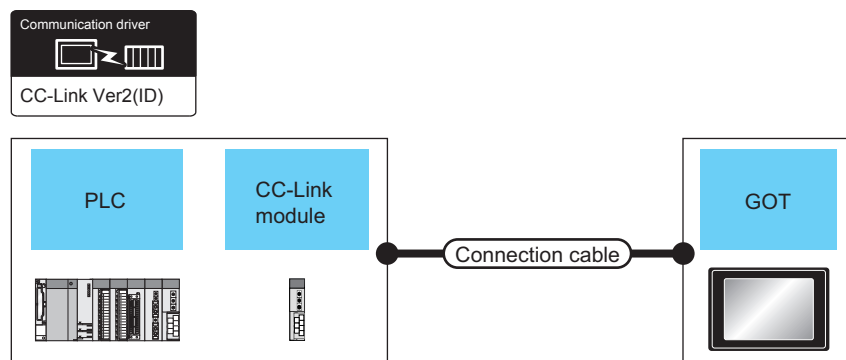 Communication driver
CC-Link Ver2(ID)
PLC
CC-Link
module
Connection cable
GOT